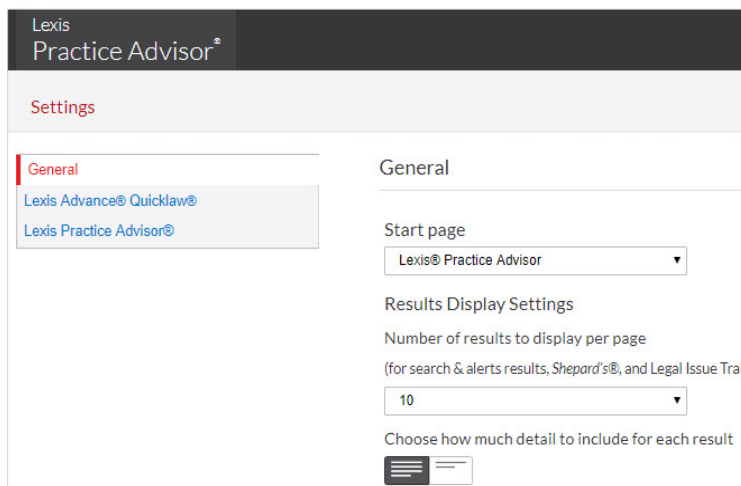 Lexis
Practice Advisor®
Settings
General
Lexis Advance® Quicklaw®
Lexis Practice Advisor®
General
Start page
Lexis® Practice Advisor
Results Display Settings
Number of results to display per page
(for search & alerts results, Shepard's®, and Legal Issue Trai
10
Choose how much detail to include for each result